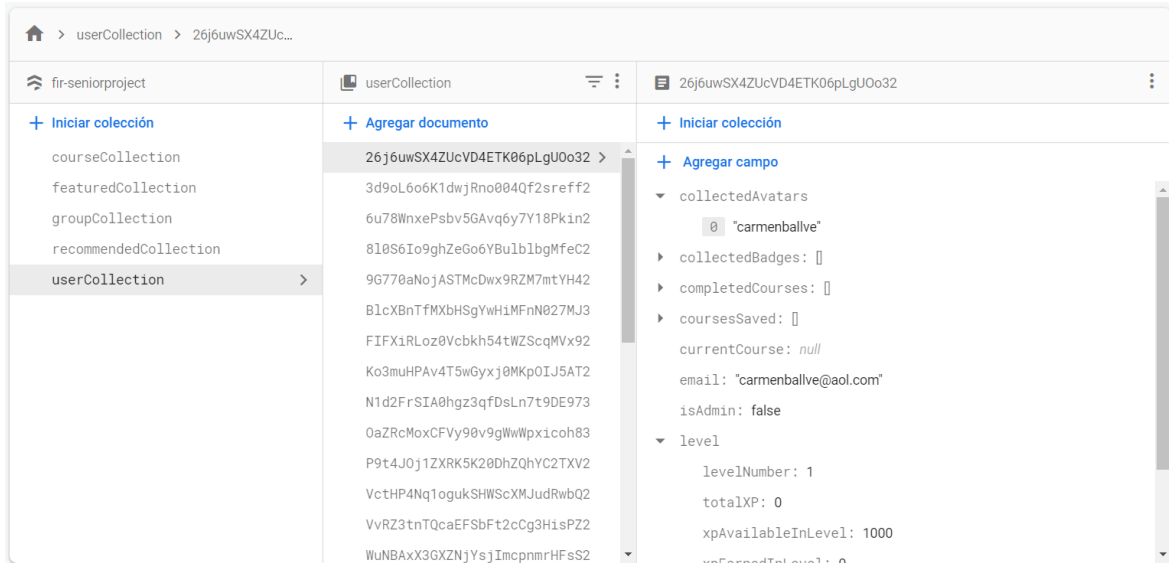 userCollection > 26j6uwSX4ZUc...
fir-seniorproject
Iniciar colección
courseCollection
featuredCollection
groupCollection
recommendedCollection
userCollection
userCollection
Agregar documento
26j6uwSX4ZUcVD4ETK06pLgUOo32
3d9oL6o6K1dwjRno004Qf2sreff2
6u78WnxePsbv5GAvq6y7Y18Pkin2
8l0S6Io9ghZeGo6YBulblbgMfeC2
9G770aNojASTMcDwx9RZM7mtYH42
BlcXBnTfMXbHSgYwHiMFnN027MJ3
FIFXiRLoz0Vcbkh54tWZScqMVx92
Ko3muHPAv4T5wGyxj0MKpOIJ5AT2
N1d2FrSIA0hgz3qfDsLn7t9DE973
OaZRcMoxCFVy90v9gWwWpxicoh83
P9t4JOj1ZXRK5K20DhZQhYC2TXV2
VctHP4Nq1ogukSHWScXMJudRwbQ2
VvRZ3tnTQcaEFSbFt2cCg3HisPZ2
WuNBAxX3GXZNjYsjImcpnmrHFsS2
26j6uwSX4ZUcVD4ETK06pLgUOo32
Iniciar colección
Agregar campo
collectedAvatars
0 "carmenballve"
collectedBadges: []
completedCourses: []
coursesSaved: []
currentCourse: null
email: "carmenballve@aol.com"
isAdmin: false
level
levelNumber: 1
totalXP: 0
xpAvailableInLevel: 1000
xpEarnedInLevel: 0